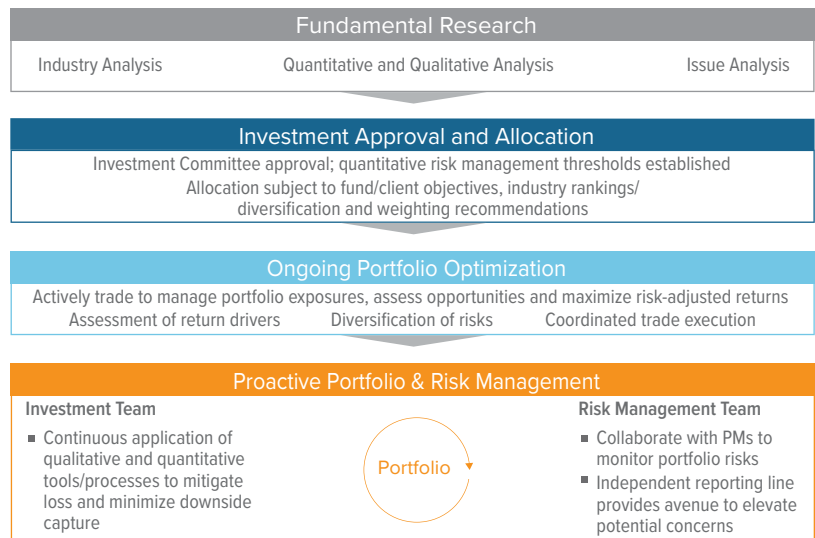 Fundamental Research
Industry Analysis
Quantitative and Qualitative Analysis
Issue Analysis
Investment Approval and Allocation
Investment Committee approval; quantitative risk management thresholds established
Allocation subject to fund/client objectives, industry rankings/
diversification and weighting recommendations
Ongoing Portfolio Optimization
Actively trade to manage portfolio exposures, assess opportunities and maximize risk-adjusted returns
Assessment of return drivers
Diversification of risks
Coordinated trade execution
Proactive Portfolio & Risk Management
Investment Team
Continuous application of
qualitative and quantitative
tools/processes to mitigate
loss and minimize downside
capture
Portfolio
Risk Management Team
Collaborate with PMs to
monitor portfolio risks
Independent reporting line
provides avenue to elevate
potential concerns